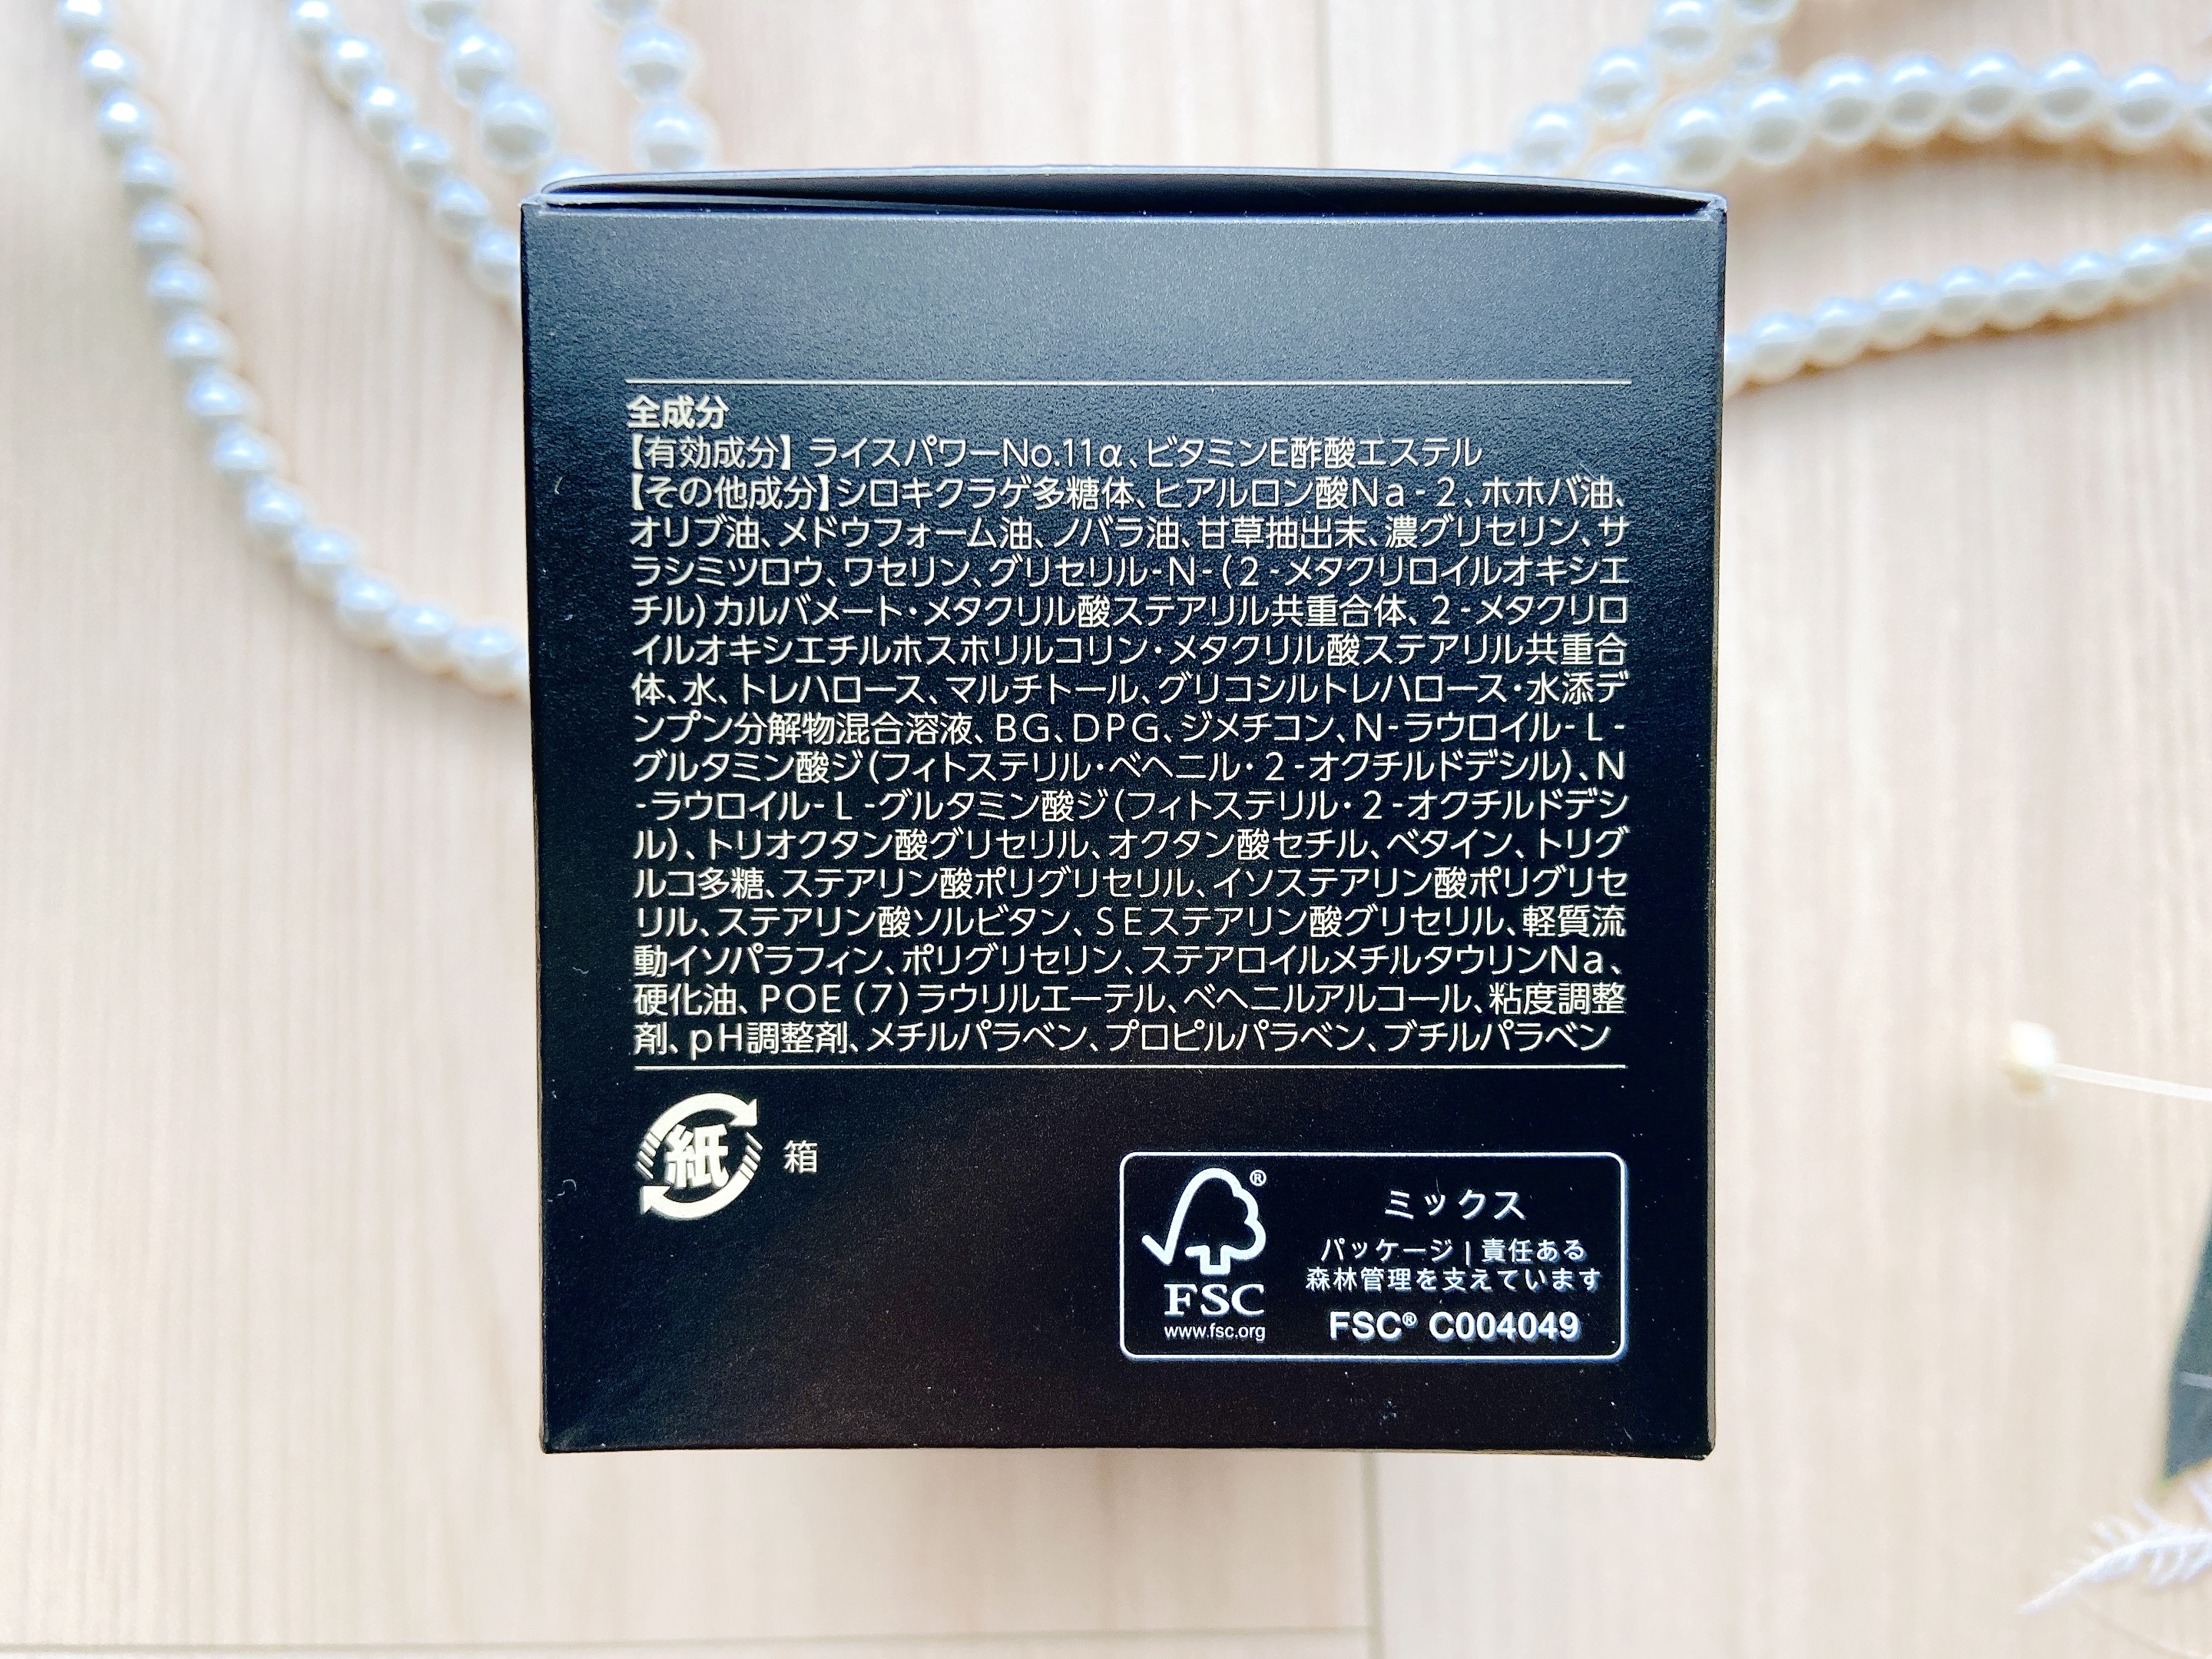 全成分
【有効成分】ライスパワーNo.11α、ビタミンE酢酸エステル
【その他成分】シロキクラゲ多糖体、ヒアルロン酸Na-2、ホホバ油、
オリブ油、メドウフォーム油、ノバラ油、甘草抽出末、濃グリセリン、サ
ラシミツロウ、ワセリン、グリセリル-N-(2-メタクリロイルオキシエ
チル)カルバメート・メタクリル酸ステアリル共重合体、2-メタクリロ
イルオキシエチルホスホリルコリン・メタクリル酸ステアリル共重合
体、水、トレハロース、マルチトール、グリコシルトレハロース・水添デ
ンプン分解物混合溶液、BG、DPG、ジメチコン、N-ラウロイル-L-
グルタミン酸ジ(フィトステリル・ベヘニル・2-オクチルドデシル)、N
-ラウロイル-L-グルタミン酸ジ(フィトステリル・2-オクチルドデシ
ル)、トリオクタン酸グリセリル、オクタン酸セチル、ベタイン、トリグ
ルコ多糖、ステアリン酸ポリグリセリル、イソステアリン酸ポリグリセ
リル、ステアリン酸ソルビタン、SEステアリン酸グリセリル、軽質流
動イソパラフィン、ポリグリセリン、ステアロイルメチルタウリンNa、
硬化油、POE(7)ラウリルエーテル、ベヘニルアルコール、粘度調整
剤、pH調整剤、メチルパラベン、プロピルパラベン、ブチルパラベン
紙 箱
®
FSC
www.fsc.org
ミックス
パッケージ | 責任ある
森林管理を支えています
FSC® C004049